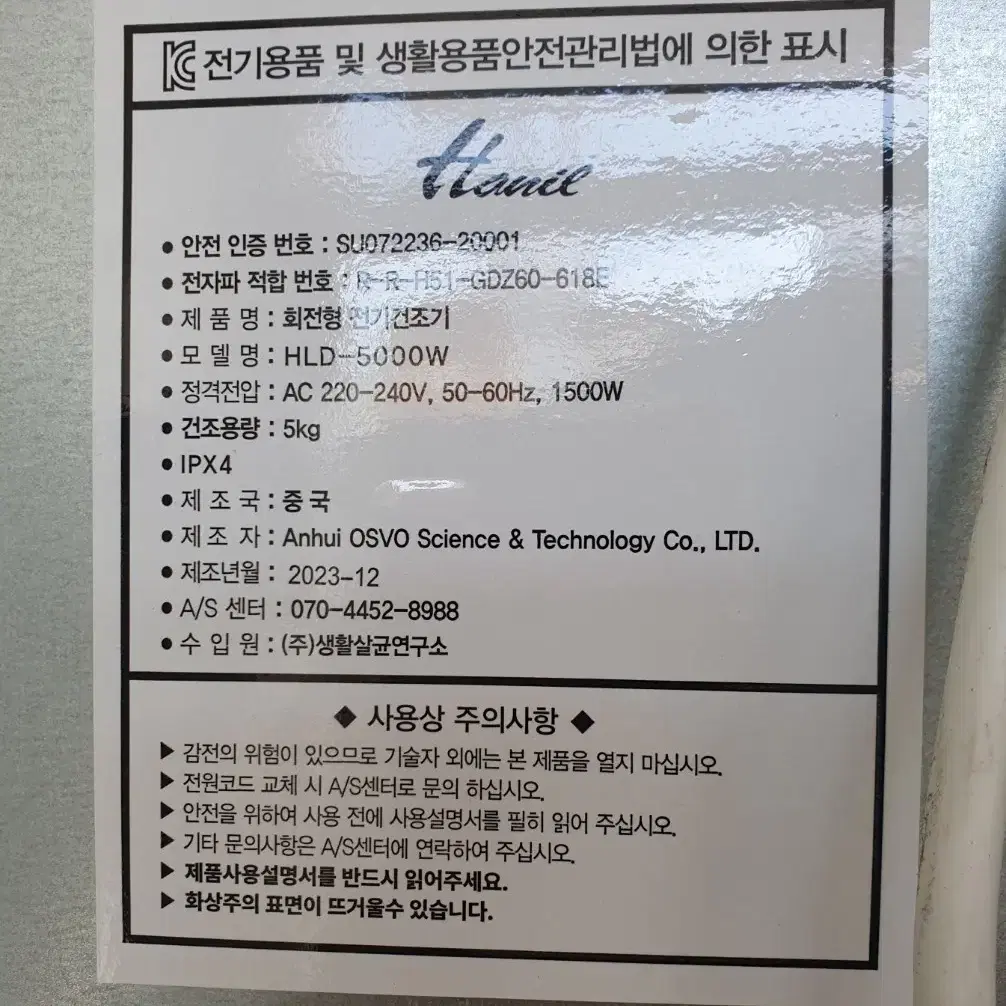 KC 전기용품 및 생활용품안전관리법에 의한 표시
Hanil
● 안전 인증 번호 : SU072236-20001
● 전자파 적합 번호 : R-R-H51-GDZ60-618E
● 제 품 명 : 회전형 전기건조기
● 모 델 명 : HLD-5000W
● 정격전압 : AC 220-240V, 50-60Hz, 1500W
● 건조용량 : 5kg
● IPX4
● 제 조 국 : 중 국
● 제 조 자 : Anhui OSVO Science & Technology Co., LTD.
● 제조년월 : 2023-12
● A/S 센터 : 070-4452-8988
● 수 입 원 : (주)생활살균연구소
◆ 사용상 주의사항 ◆
▶ 감전의 위험이 있으므로 기술자 외에는 본 제품을 열지 마십시오.
▶ 전원코드 교체 시 A/S센터로 문의 하십시오.
▶ 안전을 위하여 사용 전에 사용설명서를 필히 읽어 주십시오.
▶ 기타 문의사항은 A/S센터에 연락하여 주십시오.
▶ 제품사용설명서를 반드시 읽어주세요.
▶ 화상주의 표면이 뜨거울수 있습니다.